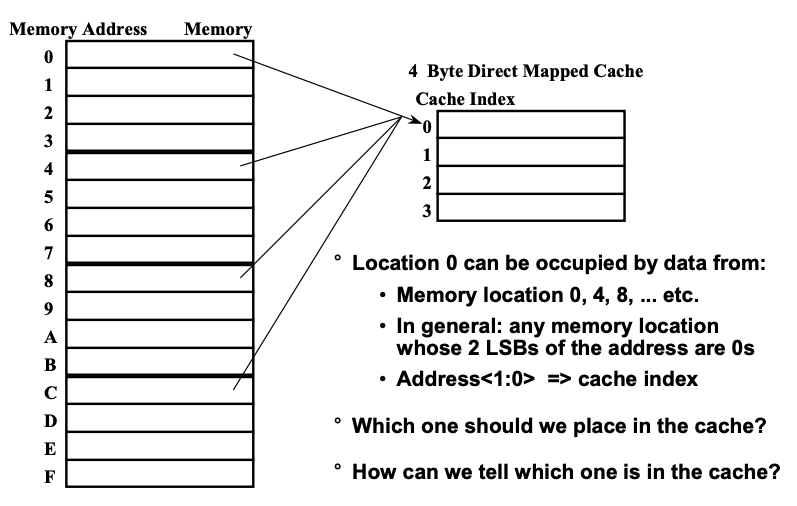 Memory Address Memory
0
1
2
3
4
5
6
7
8
9
A
B
C
D
E
F
4 Byte Direct Mapped Cache
Cache Index
0
1
2
3
° Location 0 can be occupied by data from:
• Memory location 0, 4, 8, ... etc.
• In general: any memory location
whose 2 LSBs of the address are 0s
• Address<1:0> => cache index
° Which one should we place in the cache?
° How can we tell which one is in the cache?